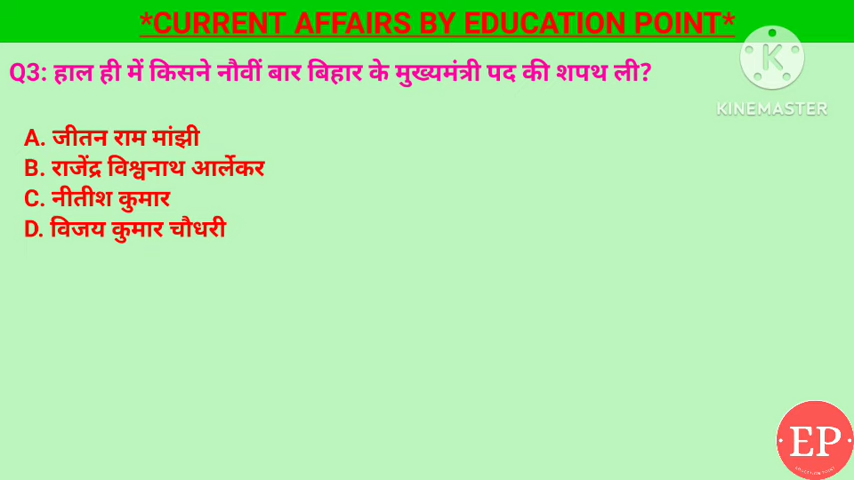 *CURRENT AFFAIRS BY EDUCATION POINT*
Q3: हाल ही में किसने नौवीं बार बिहार के मुख्यमंत्री पद की शपथ ली?
KINEMASTER
A. जीतन राम मांझी
B. राजेंद्र विश्वनाथ आर्लेकर
C. नीतीश कुमार
D. विजय कुमार चौधरी
EP